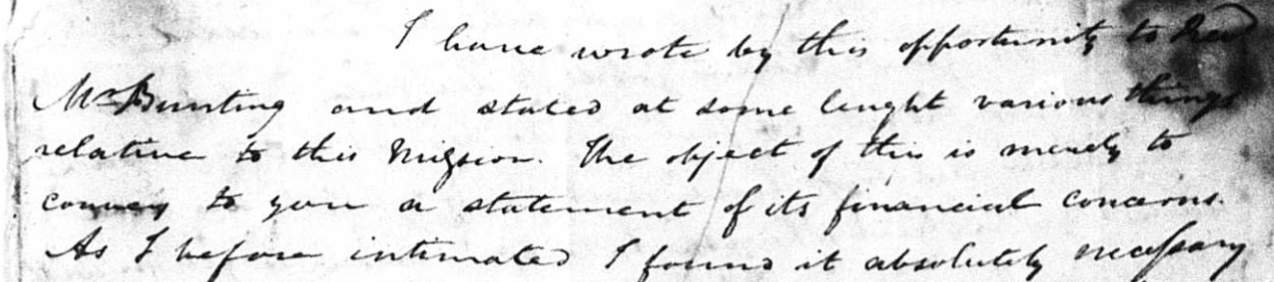 I have wrote by this opportunity to Rev
Mr Bunting and stated at some lenght various things
relative to this Mission. The object of this is merely to
convey to you a statement of its financial concerns.
As I before intimated I found it absolutely necessary